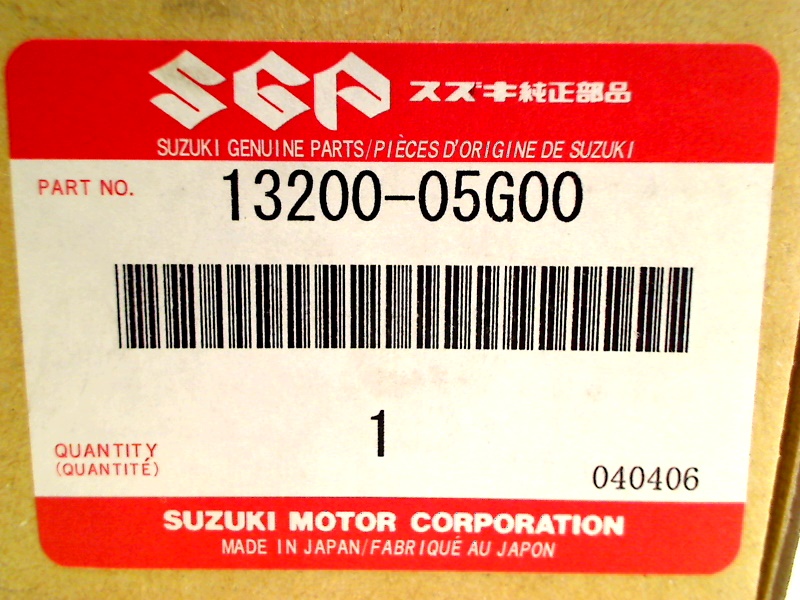 SGP スズキ純正部品
SUZUKI GENUINE PARTS/PIÈCES D'ORIGINE DE SUZUKI
PART NO. 13200-05G00
1
QUANTITY
(QUANTITÉ)
040406
SUZUKI MOTOR CORPORATION
MADE IN JAPAN/FABRIQUÉ AU JAPON